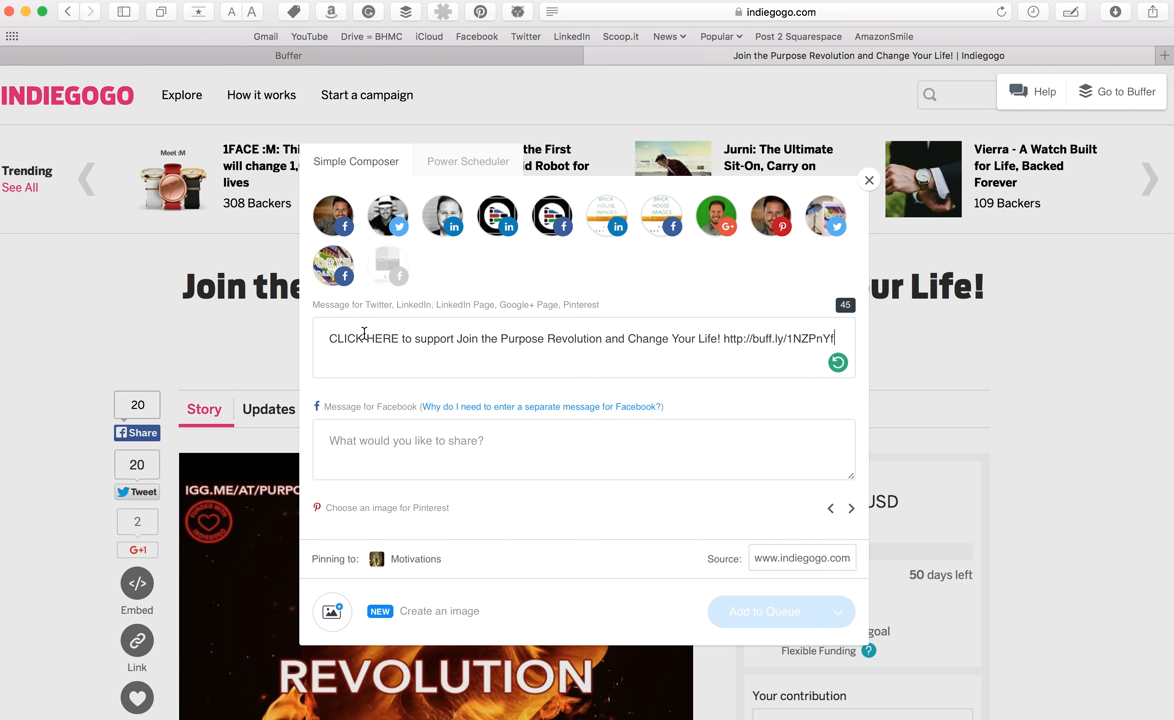 indiegogo.com
Gmail YouTube Drive = BHMC iCloud Facebook Twitter LinkedIn Scoop.it News Popular Post 2 Squarespace AmazonSmile
Buffer
Join the Purpose Revolution and Change Your Life! | Indiegogo
INDIEGOGO
Explore
How it works
Start a campaign
Help
Go to Buffer
Trending
See All
Meet :M
1FACE :M: Thi
will change 1,
lives
308 Backers
the First
d Robot for
Jurni: The Ultimate
Sit-On, Carry on
Vierra - A Watch Built
for Life, Backed
Forever
109 Backers
Join the
ur Life!
Simple Composer
Power Scheduler
Message for Twitter, LinkedIn, LinkedIn Page, Google+ Page, Pinterest
45
CLICK HERE to support Join the Purpose Revolution and Change Your Life! http://buff.ly/1NZPnYf
Message for Facebook (Why do I need to enter a separate message for Facebook?)
What would you like to share?
Choose an image for Pinterest
Pinning to: Motivations
Source: www.indiegogo.com
NEW Create an image
Add to Queue
20
Share
20
Tweet
2
G+1
Embed
Link
Story
Updates
IGG.ME/AT/PURPO
REVOLUTION
USD
50 days left
goal
Flexible Funding ?
Your contribution